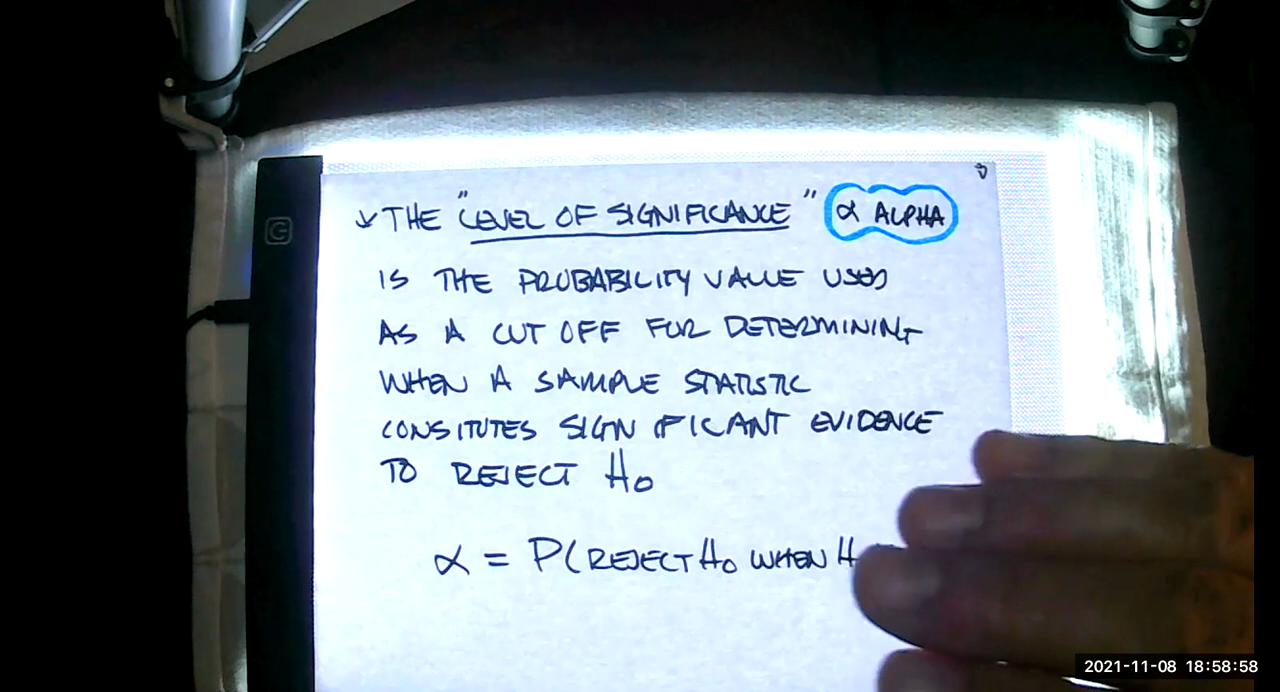 THE "LEVEL OF SIGNIFICANCE" α ALPHA
IS THE PROBABILITY VALUE USED
AS A CUT OFF FOR DETERMINING
WHEN A SAMPLE STATISTIC
CONSITUTES SIGNIFICANT EVIDENCE
TO REJECT H₀
α = P(REJECT H₀ WHEN H
2021-11-08 18:58:58